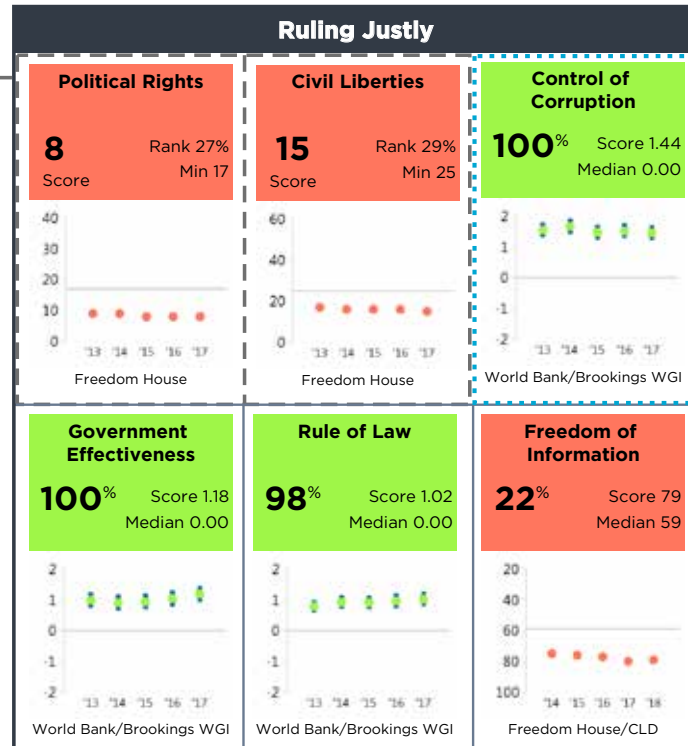 Ruling Justly
Political Rights
8
Score
Rank 27%
Min 17
40
30
20
10
0
'13 '14 '15 '16 '17
Freedom House
Civil Liberties
15
Score
Rank 29%
Min 25
60
40
20
0
'13 '14 '15 '16 '17
Freedom House
Control of
Corruption
100%
Score 1.44
Median 0.00
2
1
0
-1
-2
'13 '14 '15 '16 '17
World Bank/Brookings WGI
Government
Effectiveness
100%
Score 1.18
Median 0.00
2
1
0
-1
-2
'13 '14 '15 '16 '17
World Bank/Brookings WGI
Rule of Law
98%
Score 1.02
Median 0.00
2
1
0
-1
-2
'13 '14 '15 '16 '17
World Bank/Brookings WGI
Freedom of
Information
22%
Score 79
Median 59
20
40
60
80
100
'14 '15 '16 '17 '18
Freedom House/CLD